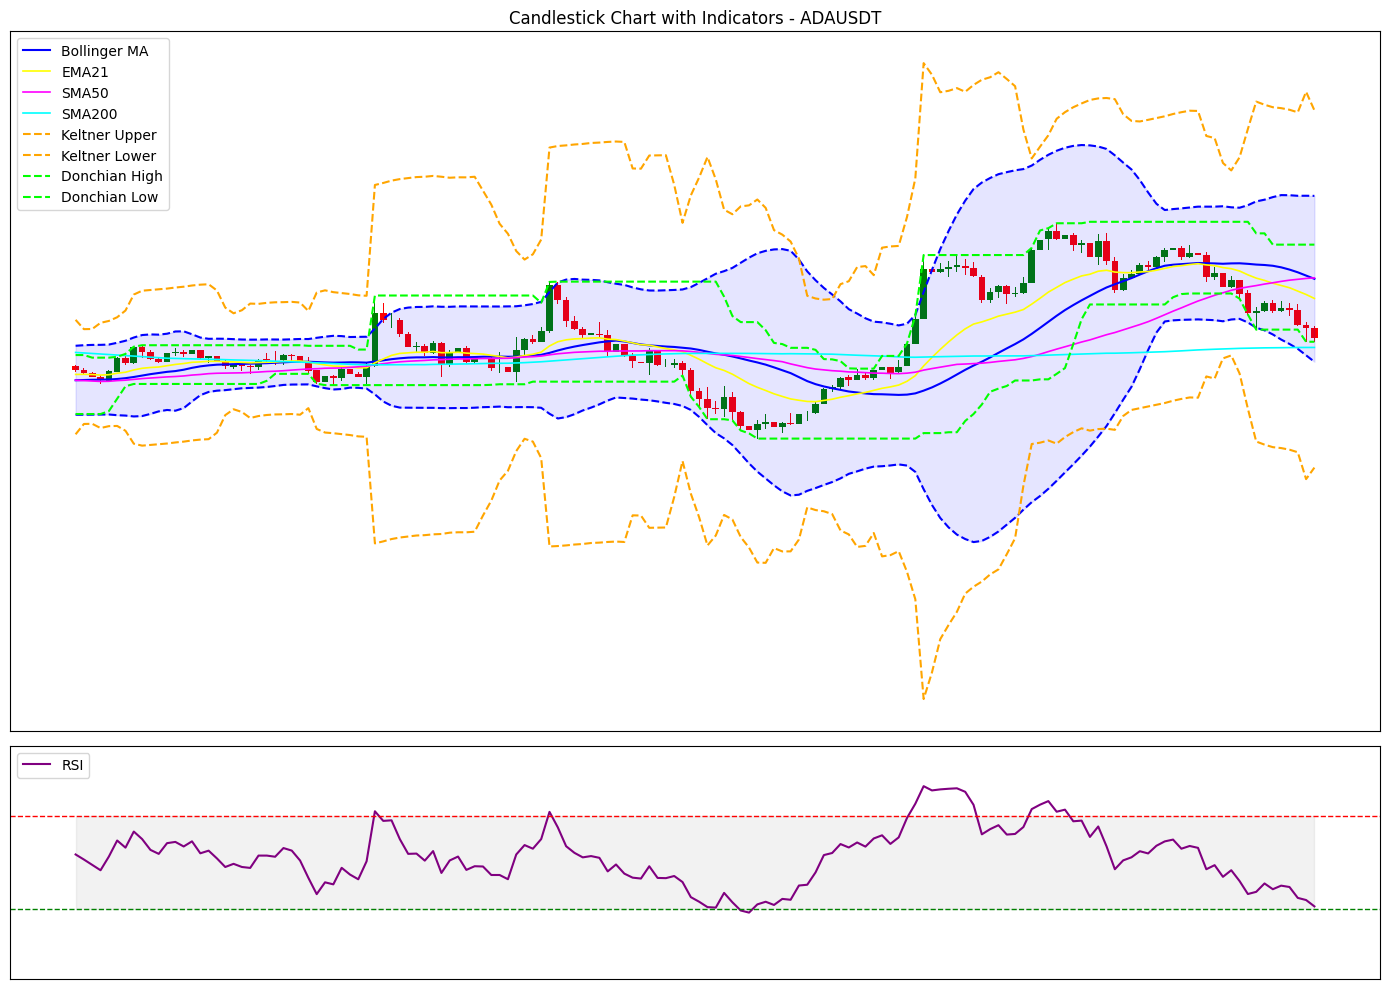 Candlestick Chart with Indicators - ADAUSDT
Bollinger MA
EMA21
SMA50
SMA200
Keltner Upper
Keltner Lower
Donchian High
Donchian Low
RSI